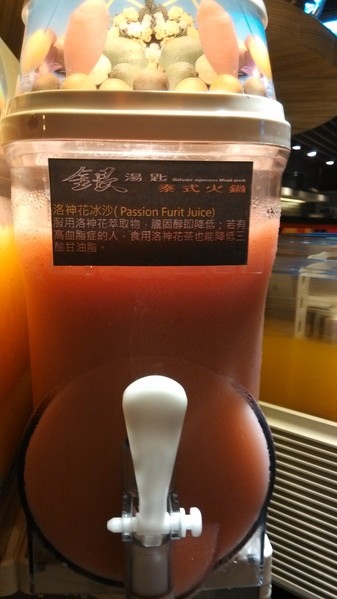 銀湯匙 Silver spoon Hot pot
泰式火鍋
洛神花冰沙( Passion Furit Juice)
服用洛神花萃取物，膽固醇即降低；若有
高血脂症的人，食用洛神花茶也能降低三
酸甘油脂。